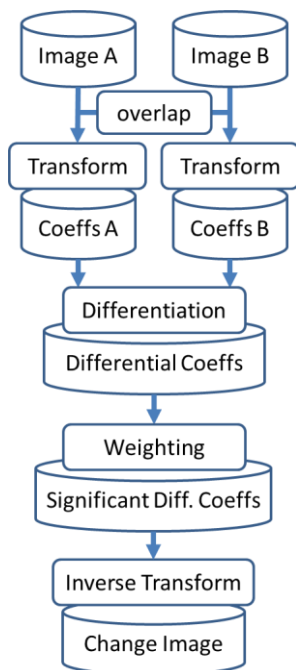 Image A
Image B
overlap
Transform
Transform
Coeffs A
Coeffs B
Differentiation
Differential Coeffs
Weighting
Significant Diff. Coeffs
Inverse Transform
Change Image